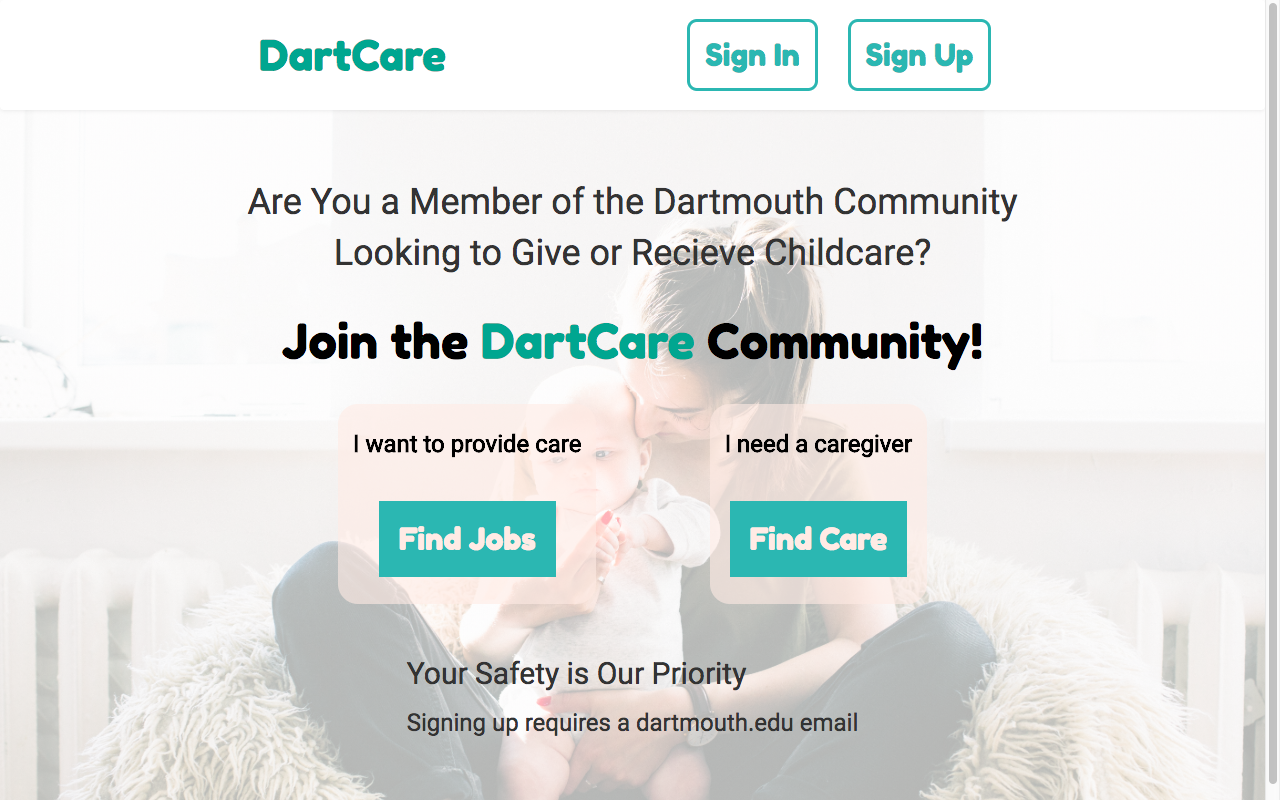 DartCare
Sign In
Sign Up
Are You a Member of the Dartmouth Community
Looking to Give or Recieve Childcare?
Join the DartCare Community!
I want to provide care
Find Jobs
I need a caregiver
Find Care
Your Safety is Our Priority
Signing up requires a dartmouth.edu email